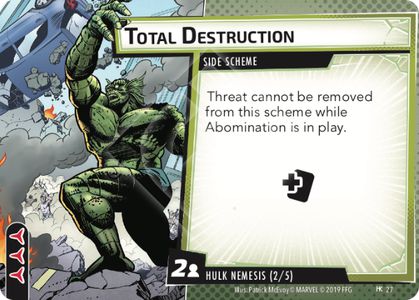 TOTAL DESTRUCTION
SIDE SCHEME
Threat cannot be removed
from this scheme while
Abomination is in play.
2
HULK NEMESIS (2/5)
Illus: Patrick McEvoy © MARVEL © 2019 FFG HK 27